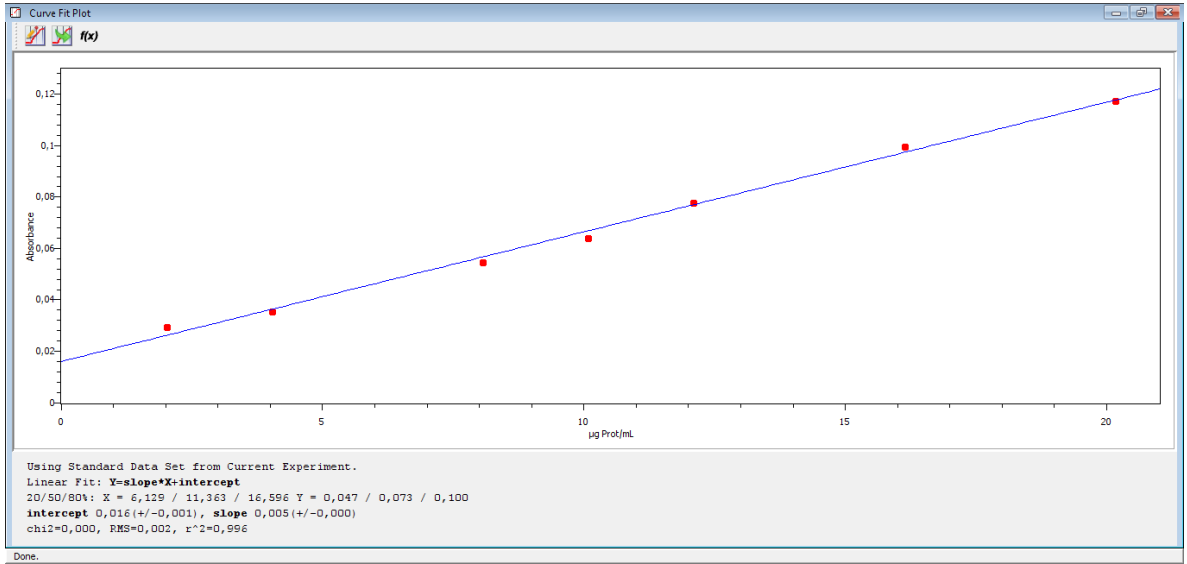 Curve Fit Plot
f(x)
0,12
0,1
0,08
0,06
0,04
0,02
0
Absorbance
0 5 10 15 20
µg Prot/mL
Using Standard Data Set from Current Experiment.
Linear Fit: Y=slope*X+intercept
20/50/80%: X = 6,129 / 11,363 / 16,596 Y = 0,047 / 0,073 / 0,100
intercept 0,016(+/-0,001), slope 0,005(+/-0,000)
chi2=0,000, RMS=0,002, r^2=0,996
Done.